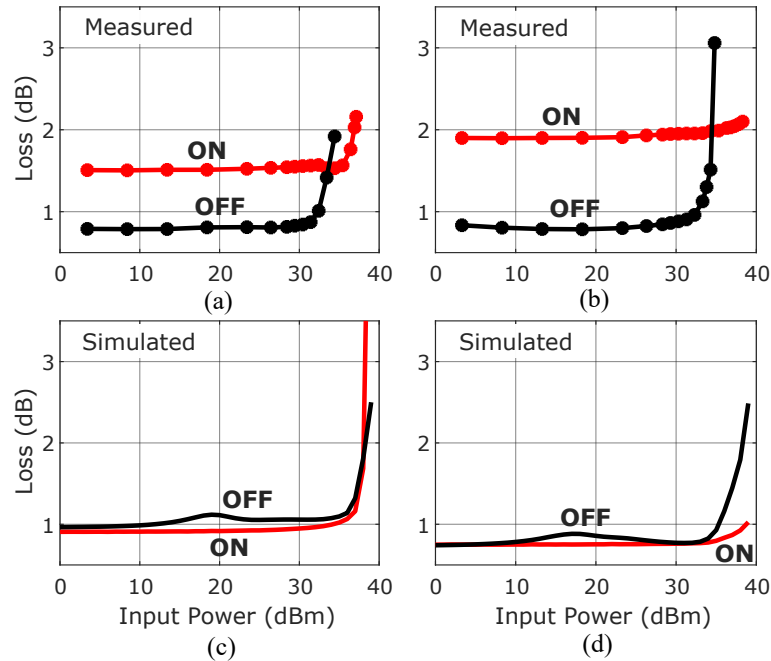 Measured
Measured
3
3
Loss (dB)
2
ON
2
ON
1
OFF
1
OFF
0 10 20 30 40
0 10 20 30 40
(a)
(b)
Simulated
Simulated
3
3
Loss (dB)
2
2
OFF
OFF
1
1
ON
ON
0 10 20 30 40
0 10 20 30 40
Input Power (dBm)
Input Power (dBm)
(c)
(d)